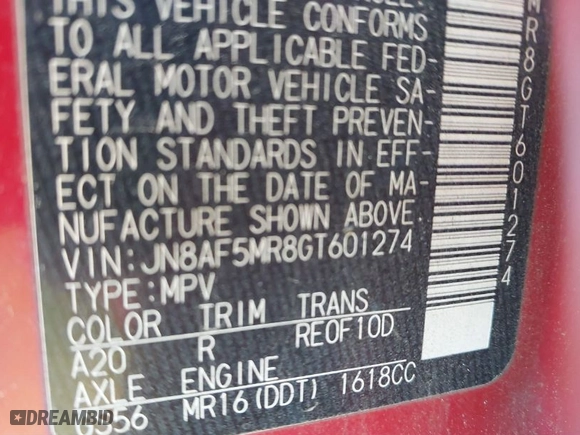 THIS VEHICLE CONFORMS
TO ALL APPLICABLE FED-
ERAL MOTOR VEHICLE SA-
FETY AND THEFT PREVEN-
TION STANDARDS IN EFF-
ECT ON THE DATE OF MA-
NUFACTURE SHOWN ABOVE.
VIN:JN8AF5MR8GT601274
TYPE:MPV
COLOR TRIM TRANS
A20 R RE0F10D
AXLE ENGINE
GJ56 MR16(DDT) 1618CC
MR8GT601274
DREAMBID